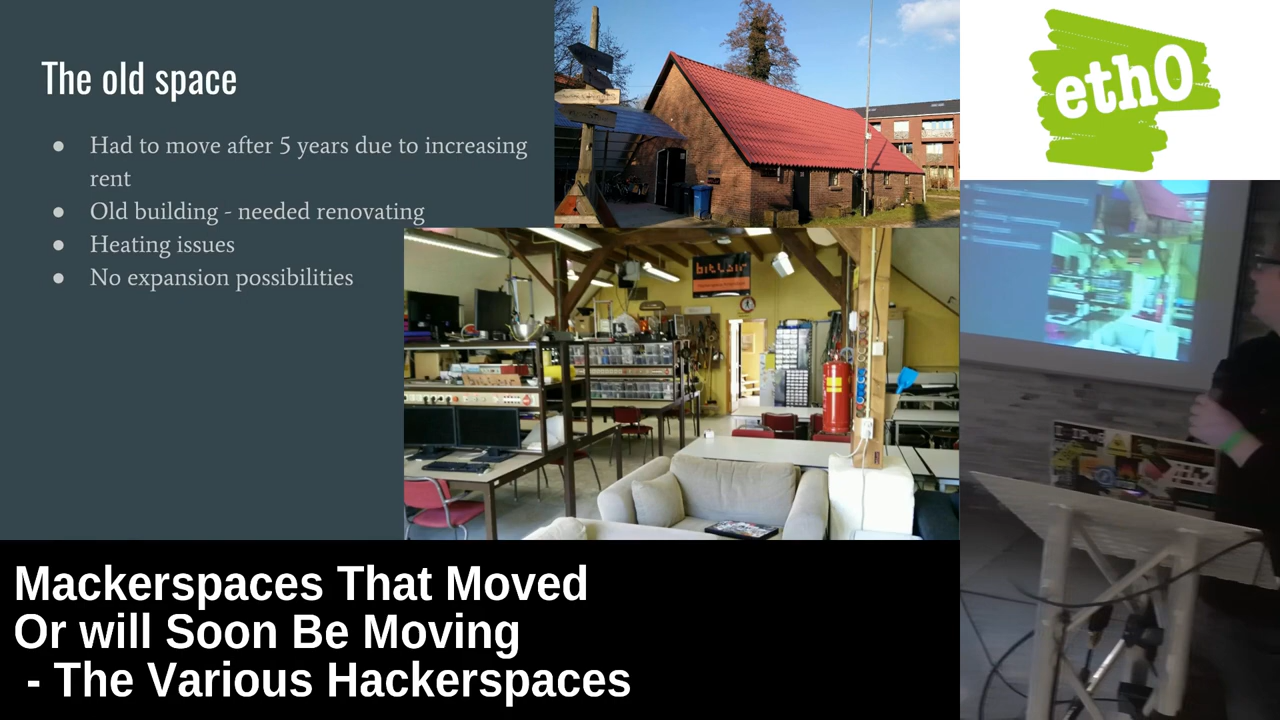 The old space
● Had to move after 5 years due to increasing
rent
● Old building - needed renovating
● Heating issues
● No expansion possibilities
bitlair
eth0
Mackerspaces That Moved
Or will Soon Be Moving
- The Various Hackerspaces